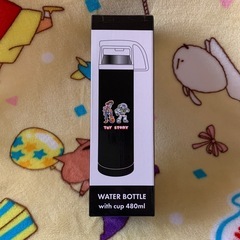 TOY STORY
WATER BOTTLE
with cup 480ml